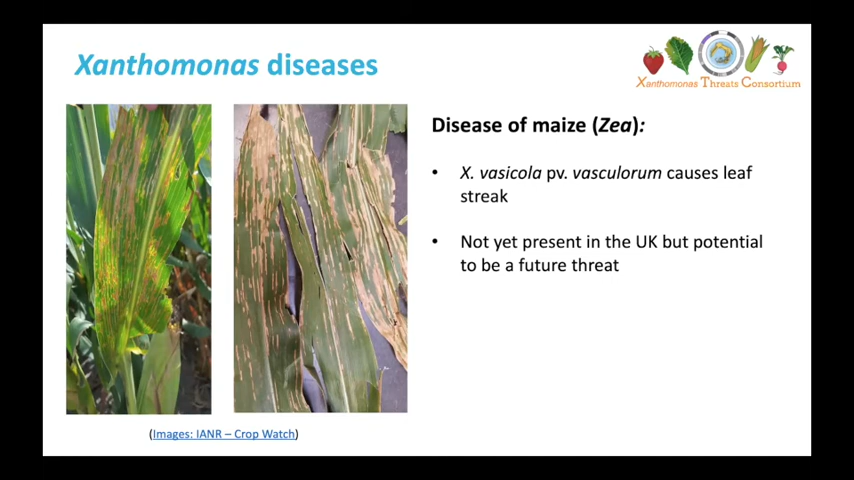 Xanthomonas diseases
Xanthomonas Threats Consortium
Disease of maize (Zea):
• X. vasicola pv. vasculorum causes leaf
streak
• Not yet present in the UK but potential
to be a future threat
(Images: IANR – Crop Watch)